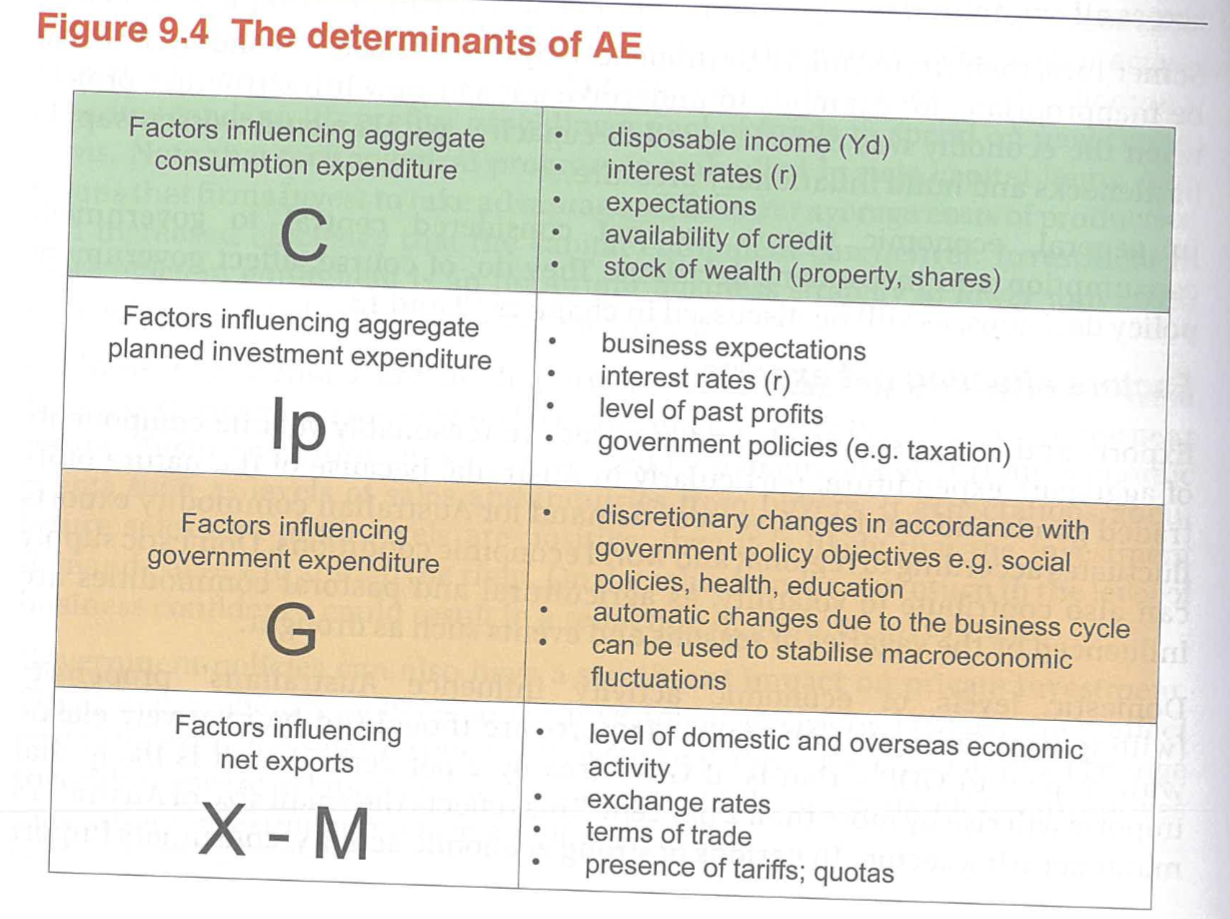 Figure 9.4 The determinants of AE
Factors influencing aggregate
consumption expenditure
C
• disposable income (Yd)
• interest rates (r)
• expectations
• availability of credit
• stock of wealth (property, shares)
Factors influencing aggregate
planned investment expenditure
Ip
• business expectations
• interest rates (r)
• level of past profits
• government policies (e.g. taxation)
Factors influencing
government expenditure
G
• discretionary changes in accordance with
government policy objectives e.g. social
policies, health, education
• automatic changes due to the business cycle
• can be used to stabilise macroeconomic
fluctuations
Factors influencing
net exports
X M
• level of domestic and overseas economic
activity
• exchange rates
• terms of trade
• presence of tariffs; quotas